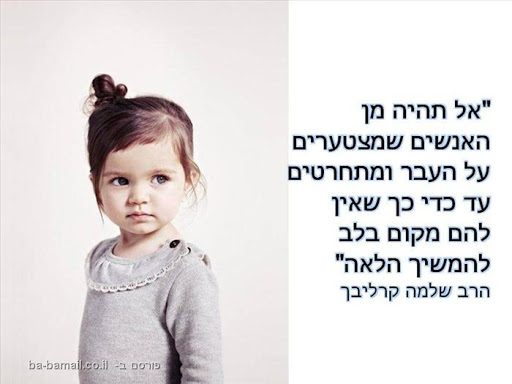 "אל תהיה מן
האנשים שמצטערים
על העבר ומתחרטים
עד כדי כך שאין
להם מקום בלב
להמשיך הלאה"
הרב שלמה קרליבך
פורסם ב- ba-bamail.co.il